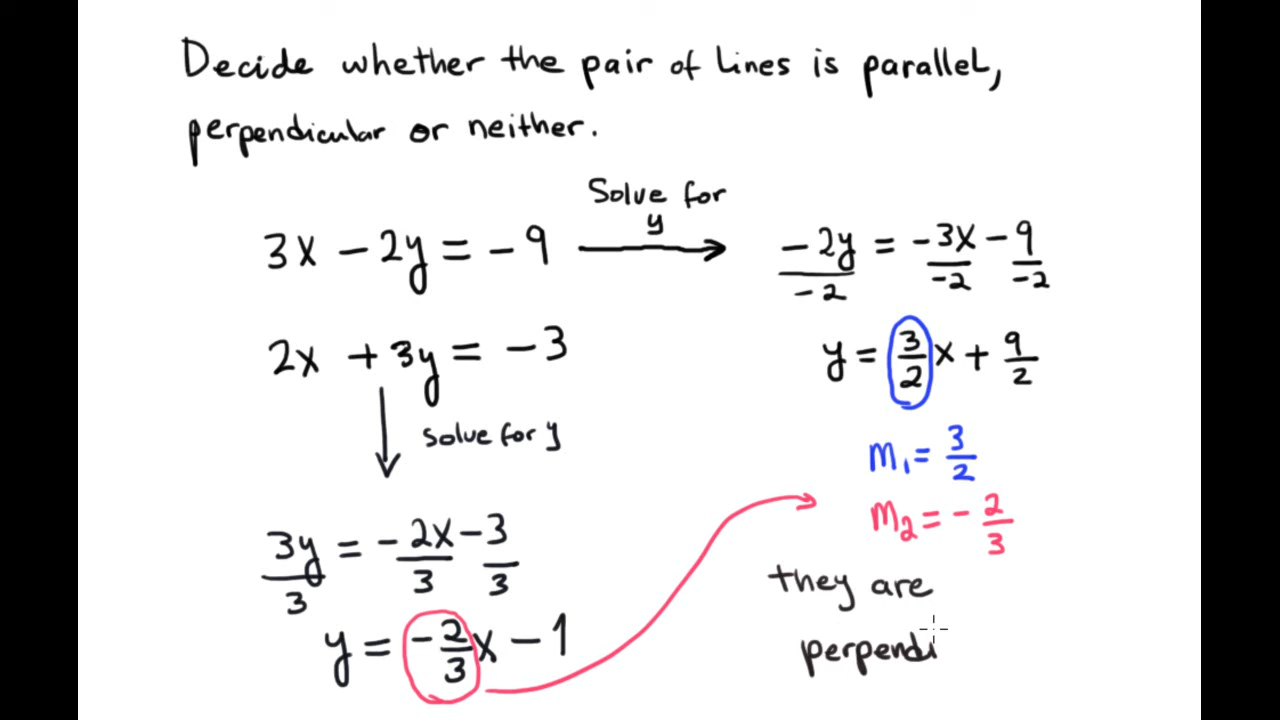 Decide whether the pair of lines is parallel,
perpendicular or neither.
Solve for
y
3x - 2y = -9
-2y = -3x - 9
-2 -2 -2
2x + 3y = -3
y = 3/2 x + 9/2
solve for y
m₁ = 3/2
m₂ = - 2/3
3y = -2x - 3
3 3 3
y = -2/3 x - 1
they are
perpendi